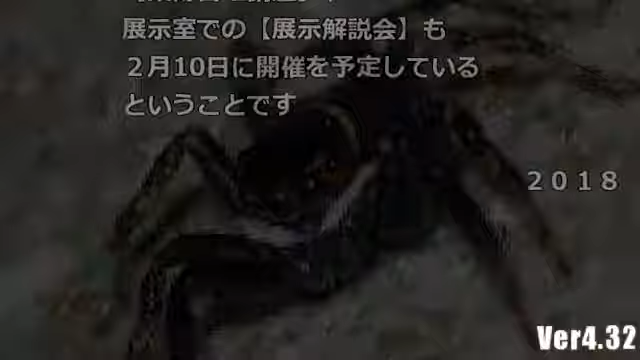 展示室での【展示解説会】も
２月10日に開催を予定している
ということです
２０１８
Ver4.32